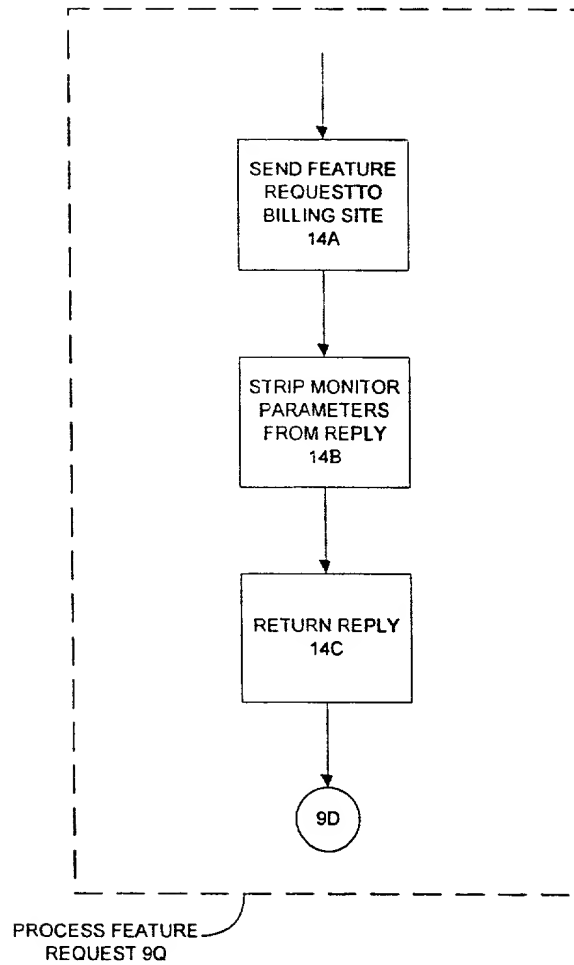 SEND FEATURE
REQUESTTO
BILLING SITE
14A
STRIP MONITOR
PARAMETERS
FROM REPLY
14B
RETURN REPLY
14C
9D
PROCESS FEATURE
REQUEST 9Q